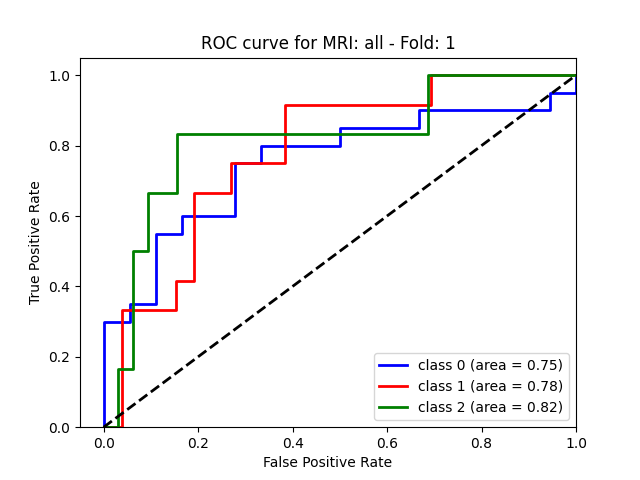 ROC curve for MRI: all - Fold: 1
True Positive Rate
1.0
0.8
0.6
0.4
0.2
0.0
class 0 (area = 0.75)
class 1 (area = 0.78)
class 2 (area = 0.82)
0.0 0.2 0.4 0.6 0.8 1.0
False Positive Rate